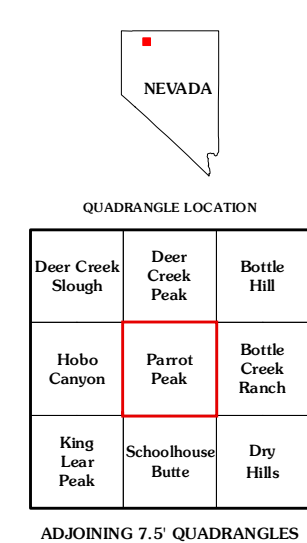 NEVADA
QUADRANGLE LOCATION
Deer Creek
Slough
Deer
Creek
Peak
Bottle
Hill
Hobo
Canyon
Parrot
Peak
Bottle
Creek
Ranch
King
Lear
Peak
Schoolhouse
Butte
Dry
Hills
ADJOINING 7.5' QUADRANGLES